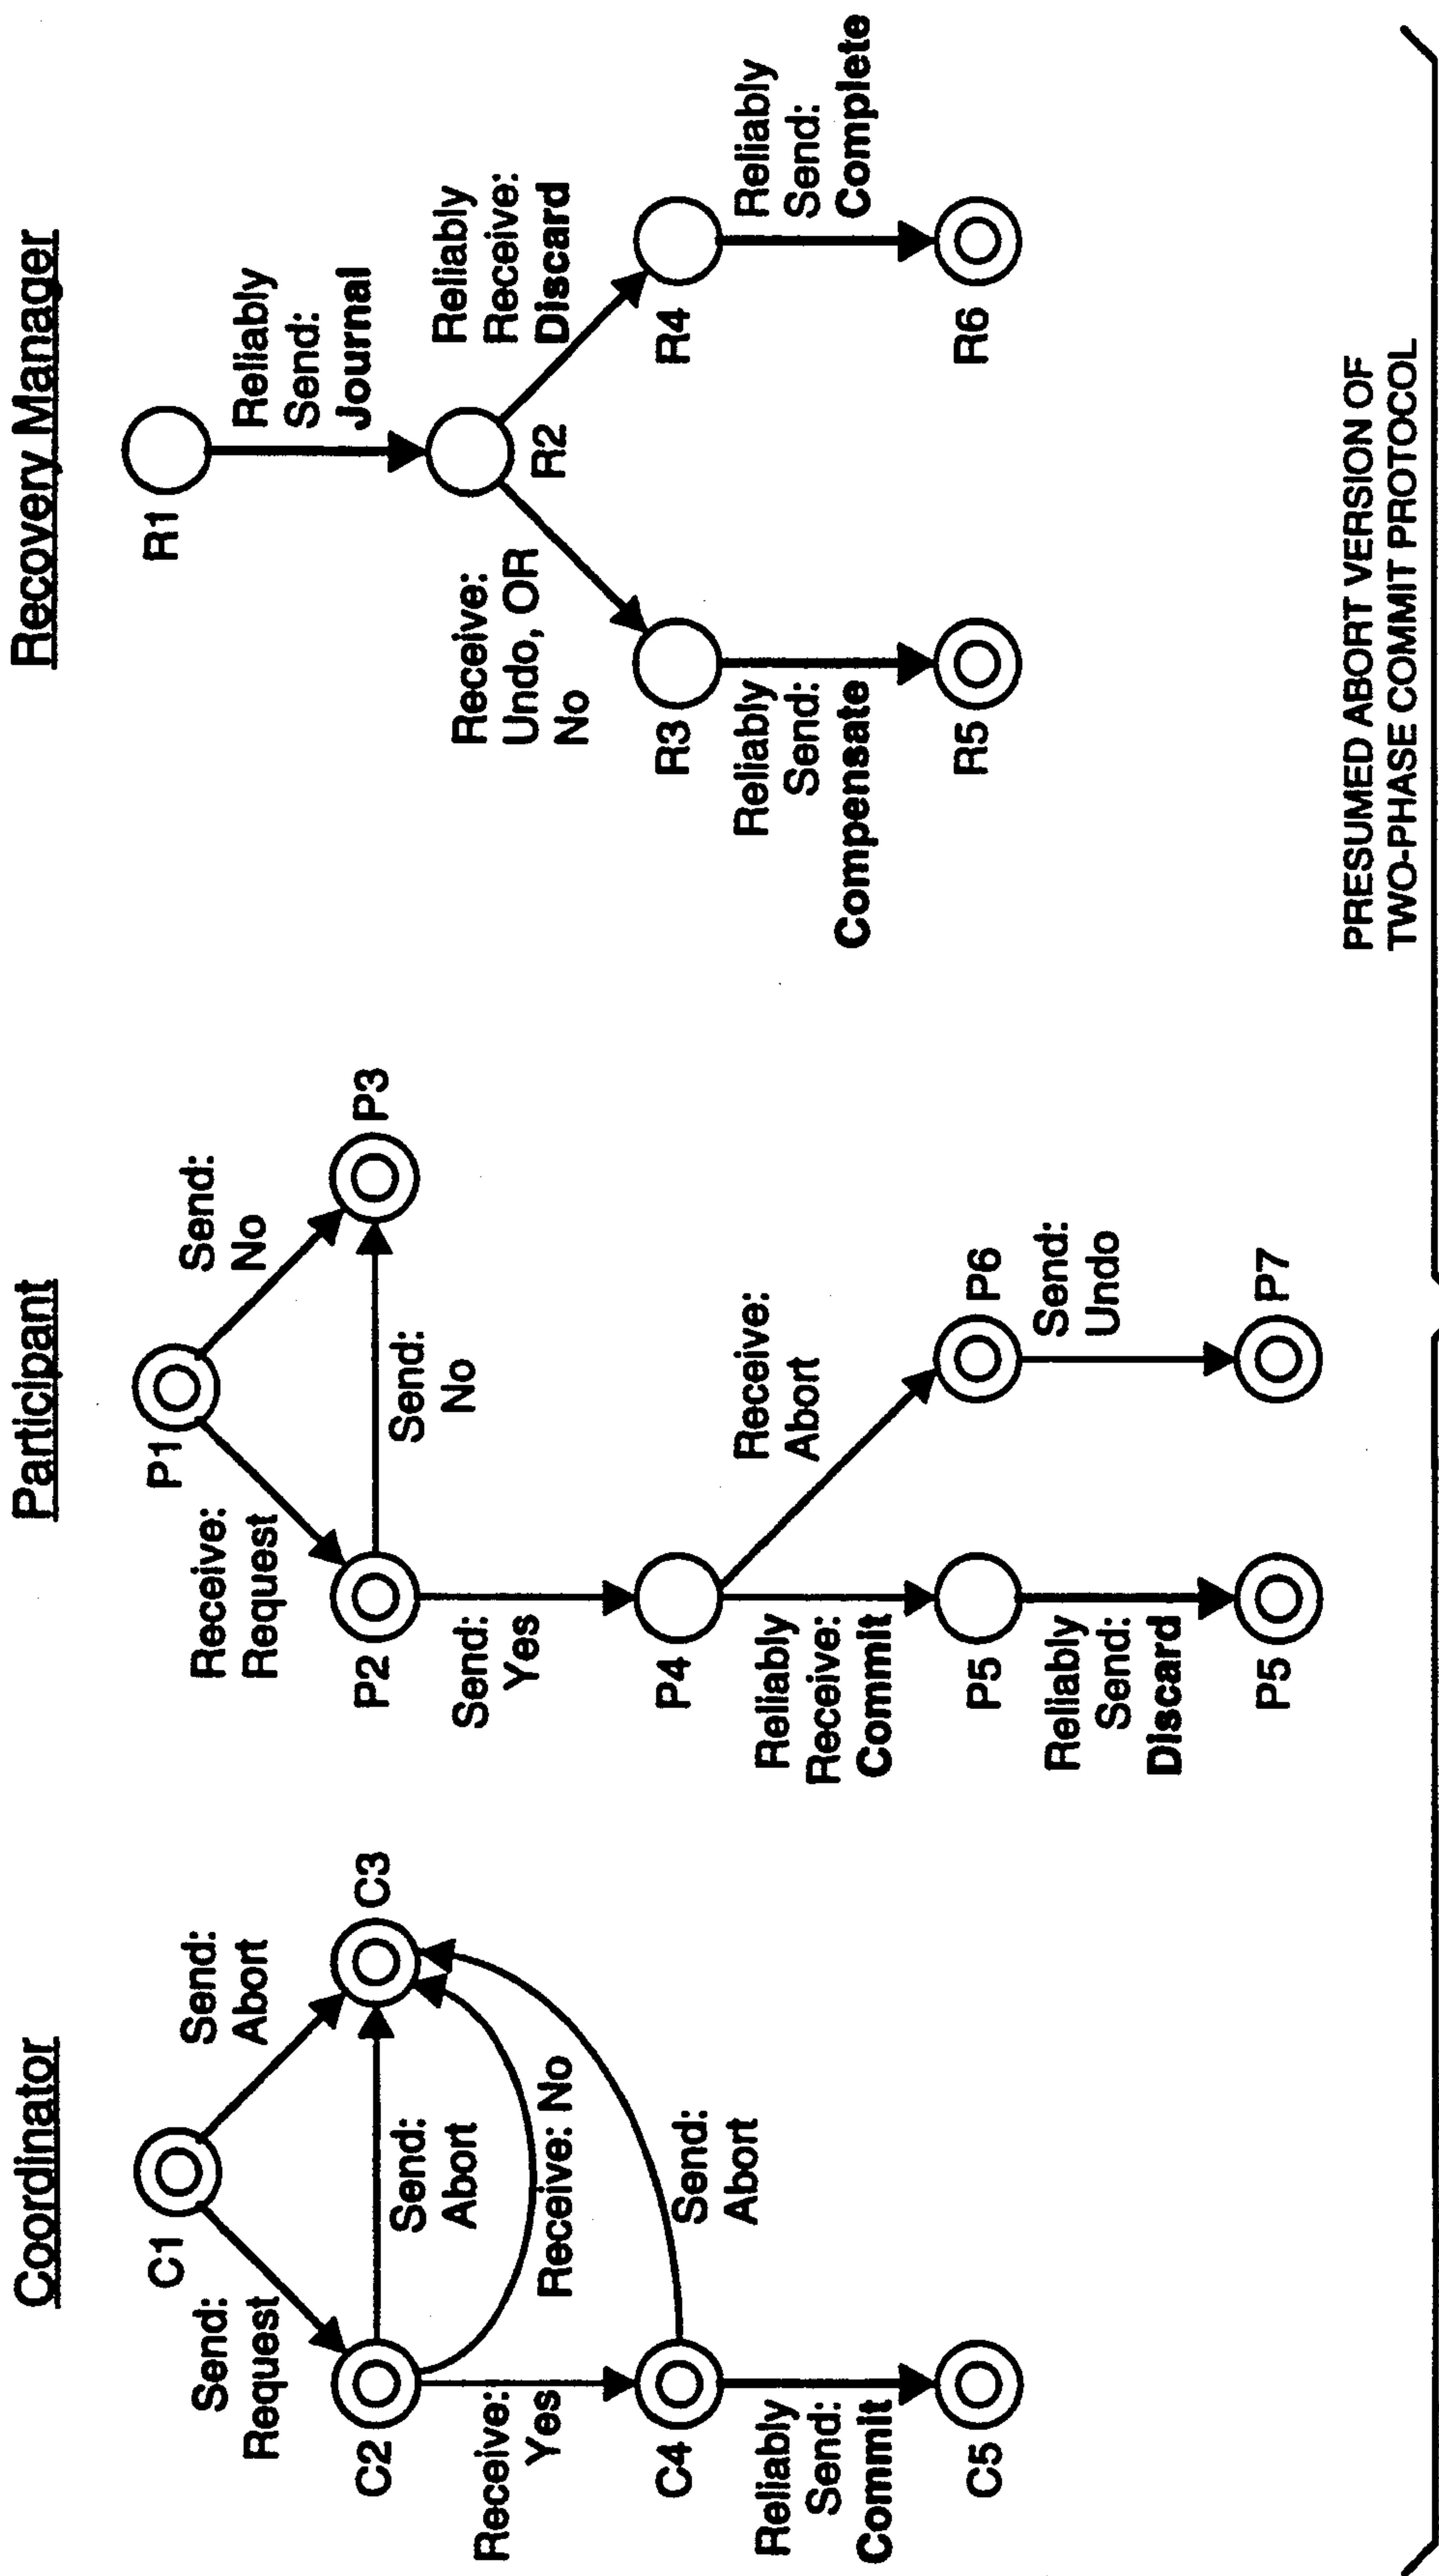 Coordinator
C1
Send:
Request
Send:
Abort
C2
C3
Send:
Abort
Receive: No
Receive:
Yes
Send:
Abort
C4
Reliably
Send:
Commit
C5
Participant
P1
Receive:
Request
Send:
No
P2
P3
Send:
No
Send:
Yes
P4
Receive:
Abort
Reliably
Receive:
Commit
P5
P6
Reliably
Send:
Discard
Send:
Undo
P5
P7
Recovery Manager
R1
Reliably
Send:
Journal
R2
Receive:
Undo, OR
No
Reliably
Receive:
Discard
R3
R4
Reliably
Send:
Compensate
Reliably
Send:
Complete
R5
R6
PRESUMED ABORT VERSION OF
TWO-PHASE COMMIT PROTOCOL